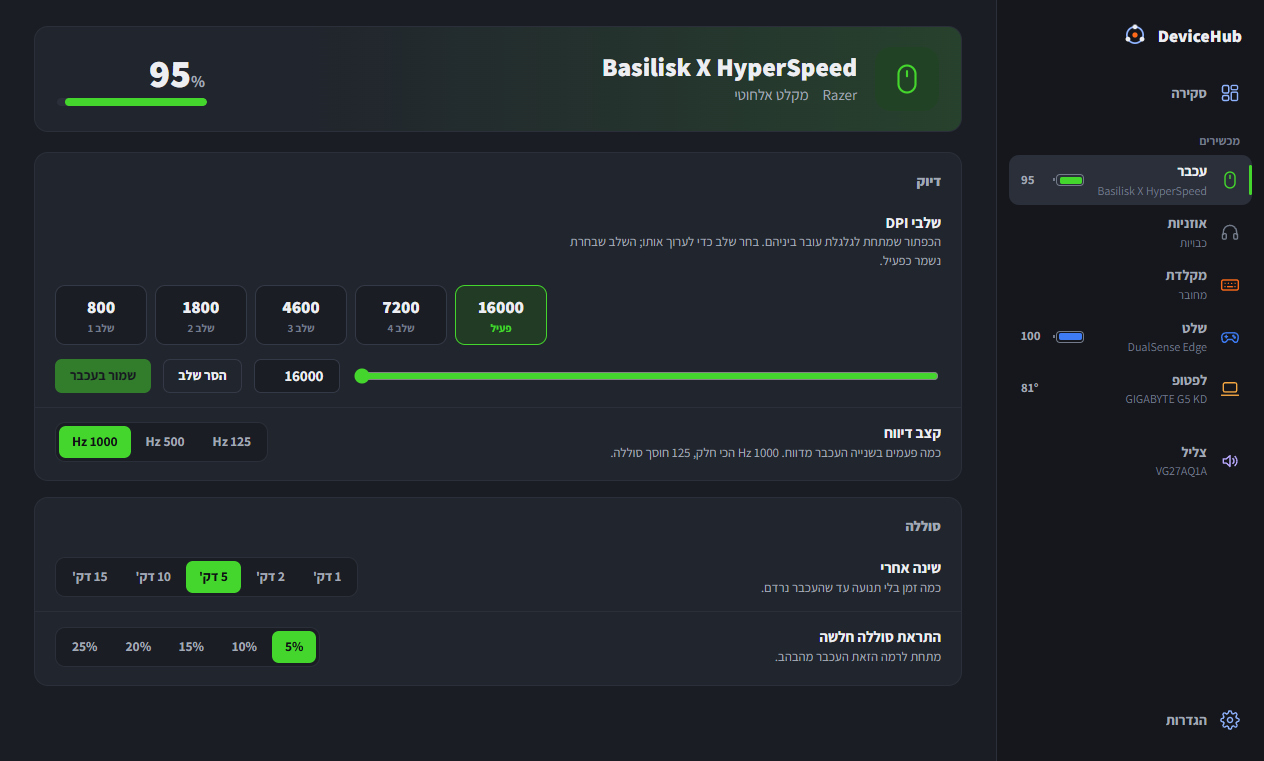 DeviceHub
סקירה
מכשירים
עכבר
Basilisk X HyperSpeed
95
אוזניות
כבויות
מקלדת
מחובר
שלט
DualSense Edge
100
לפטופ
GIGABYTE G5 KD
81°
צליל
VG27AQ1A
הגדרות
Basilisk X HyperSpeed
Razer מקלט אלחוטי
95%
דיוק
שלבי DPI
הכפתור שמתחת לגלגלת עובר ביניהם. בחר שלב כדי לערוך אותו; השלב שבחרת
נשמר כפעיל.
16000
פעיל
7200
שלב 4
4600
שלב 3
1800
שלב 2
800
שלב 1
16000
הסר שלב
שמור בעכבר
קצב דיווח
כמה פעמים בשנייה העכבר מדווח. 1000 Hz הכי חלק, 125 חוסך סוללה.
125 Hz
500 Hz
1000 Hz
סוללה
שינה אחרי
כמה זמן בלי תנועה עד שהעכבר נרדם.
1 דק'
2 דק'
5 דק'
10 דק'
15 דק'
התראת סוללה חלשה
מתחת לרמה הזאת העכבר מהבהב.
5%
10%
15%
20%
25%